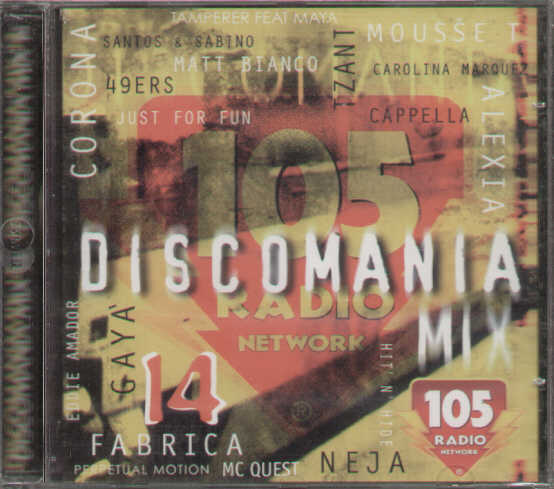 TAMPERER FEAT MAYA
CORONA
SANTOS & SABINO
MATT BIANCO
49ERS
JUST FOR FUN
TZANT
MOUSSE T
CAROLINA MARQUEZ
CAPPELLA
ALEXIA
105
DISCOMANIA
RADIO
NETWORK
®
MIX
EDDIE AMADOR
GAYA'
14
HIT 'N' HIDE
105
RADIO
NETWORK
FABRICA
PERPETUAL MOTION
MC QUEST
NEJA